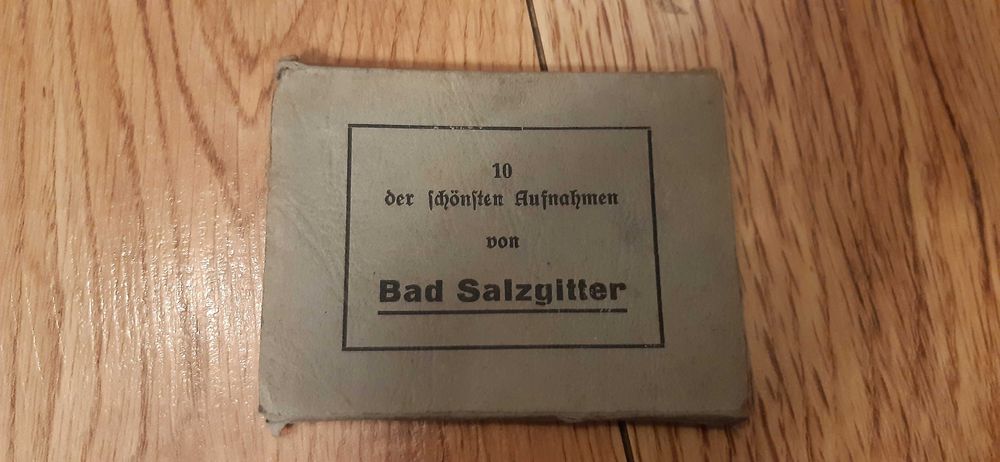 10
der schönsten Aufnahmen
von
Bad Salzgitter